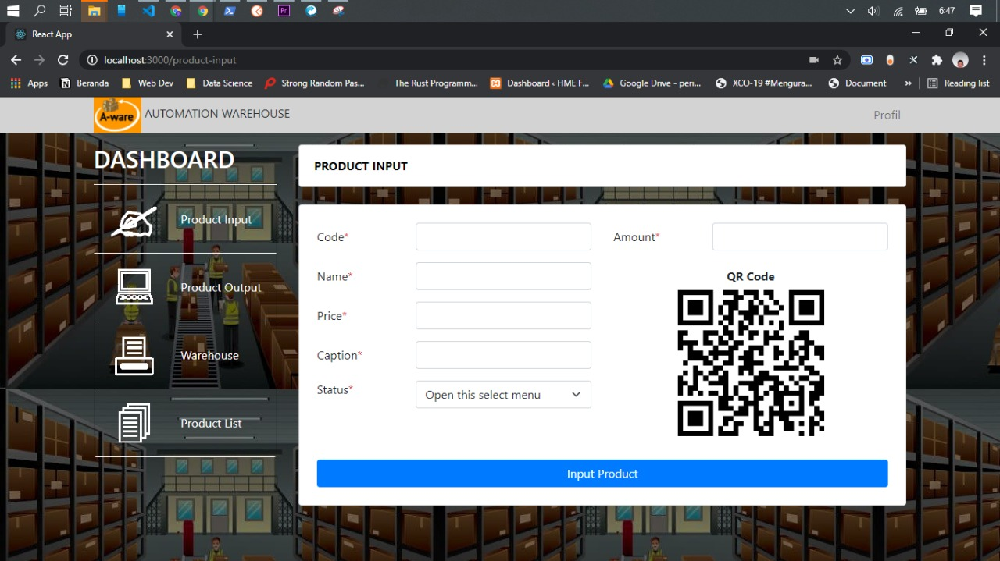 6:47
React App
localhost:3000/product-input
Apps Beranda Web Dev Data Science Strong Random Pas... The Rust Programm... Dashboard ‹ HME F... Google Drive - peri... XCO-19 #Mengura... Document » Reading list
A-ware AUTOMATION WAREHOUSE Profil
DASHBOARD
Product Input
Product Output
Warehouse
Product List
PRODUCT INPUT
Code* Amount*
Name* QR Code
Price*
Caption*
Status* Open this select menu
Input Product